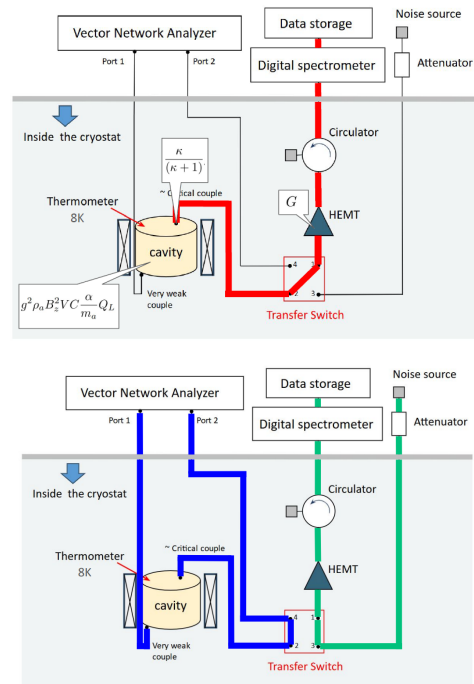 Data storage
Noise source
Vector Network Analyzer
Port 1
Port 2
Digital spectrometer
Attenuator
Inside the cryostat
κ
(κ+1)
Circulator
~ Critical couple
G
Thermometer
8K
HEMT
cavity
4
1
g²ρₐB_z²VC α/mₐ Q_L
Very weak
couple
2
3
Transfer Switch
Vector Network Analyzer
Data storage
Noise source
Port 1
Port 2
Digital spectrometer
Attenuator
Inside the cryostat
Circulator
~ Critical couple
Thermometer
8K
HEMT
cavity
4
1
2
3
Very weak
couple
Transfer Switch